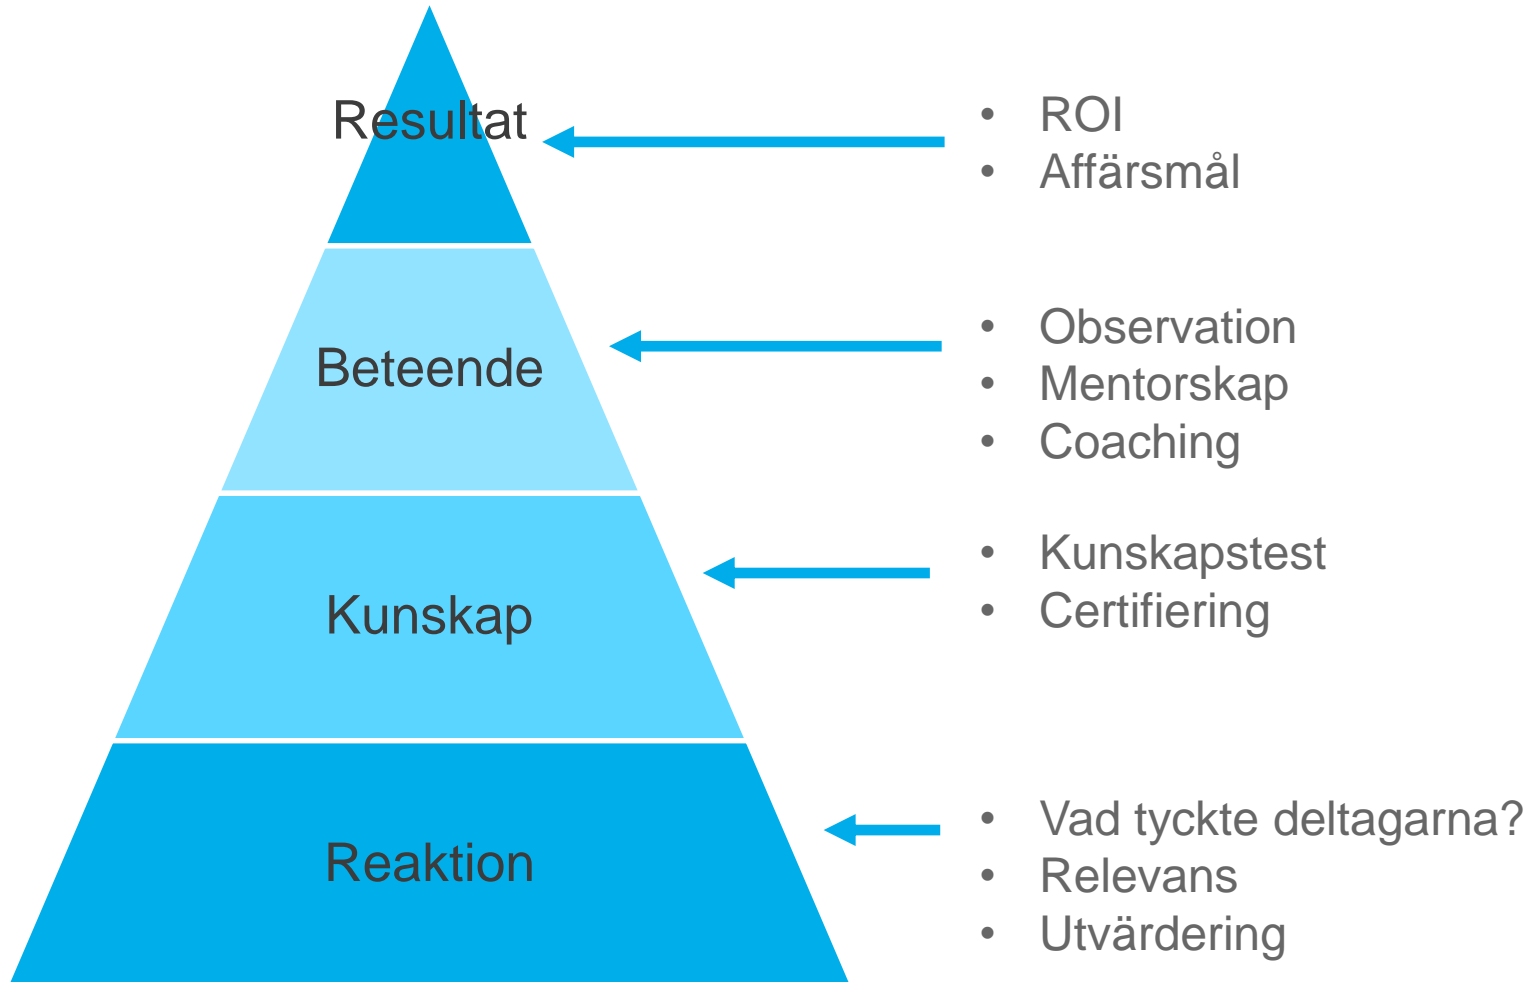 Resultat
• ROI
• Affärsmål
Beteende
• Observation
• Mentorskap
• Coaching
Kunskap
• Kunskapstest
• Certifiering
Reaktion
• Vad tyckte deltagarna?
• Relevans
• Utvärdering